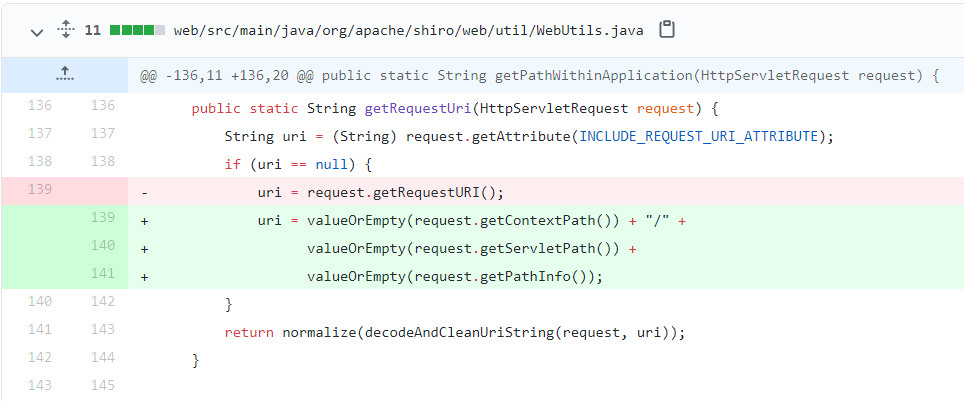 11 web/src/main/java/org/apache/shiro/web/util/WebUtils.java
@@ -136,11 +136,20 @@ public static String getPathWithinApplication(HttpServletRequest request) {
136 136 public static String getRequestUri(HttpServletRequest request) {
137 137 String uri = (String) request.getAttribute(INCLUDE_REQUEST_URI_ATTRIBUTE);
138 138 if (uri == null) {
139 - uri = request.getRequestURI();
139 + uri = valueOrEmpty(request.getContextPath()) + "/" +
140 + valueOrEmpty(request.getServletPath()) +
141 + valueOrEmpty(request.getPathInfo());
140 142 }
141 143 return normalize(decodeAndCleanUriString(request, uri));
142 144 }
143 145